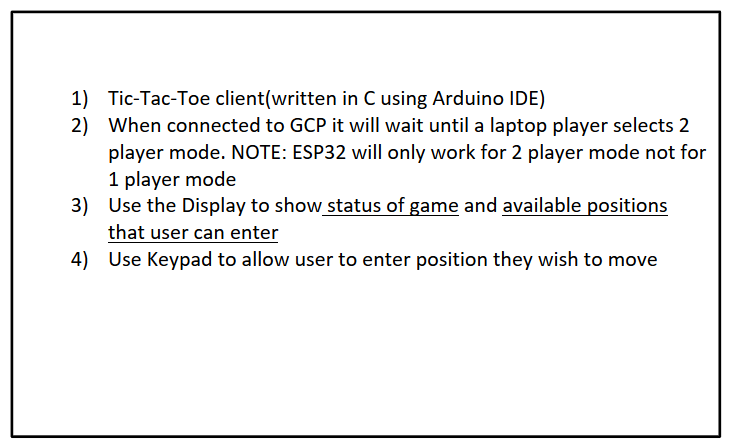 1) Tic-Tac-Toe client(written in C using Arduino IDE)
2) When connected to GCP it will wait until a laptop player selects 2
player mode. NOTE: ESP32 will only work for 2 player mode not for
1 player mode
3) Use the Display to show status of game and available positions
that user can enter
4) Use Keypad to allow user to enter position they wish to move